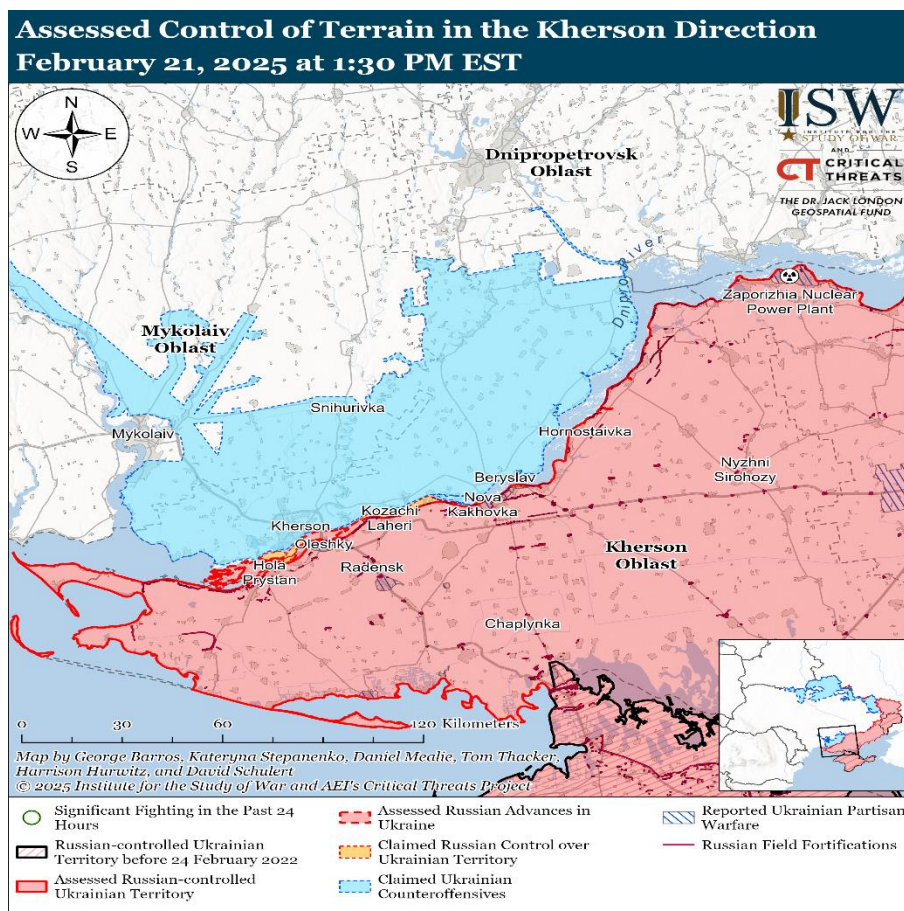 Assessed Control of Terrain in the Kherson Direction
February 21, 2025 at 1:30 PM EST
N
W
E
S
ISW
INSTITUTE FOR THE
STUDY OF WAR
AND
CT CRITICAL
THREATS
THE DR. JACK LONDON
GEOSPATIAL FUND
Dnipropetrovsk
Oblast
Dnipro River
Zaporizhia Nuclear
Power Plant
Mykolaiv
Oblast
Snihurivka
Mykolaiv
Hornostaivka
Beryslav
Nyzhni
Sirohozy
Nova
Kakhovka
Kozachi
Laheri
Kherson
Oleshky
Hola
Prystan
Radensk
Kherson
Oblast
Chaplynka
0 30 60 120 Kilometers
Map by George Barros, Kateryna Stepanenko, Daniel Mealie, Tom Thacker,
Harrison Hurwitz, and David Schulert
© 2025 Institute for the Study of War and AEI's Critical Threats Project
Significant Fighting in the Past 24
Hours
Russian-controlled Ukrainian
Territory before 24 February 2022
Assessed Russian-controlled
Ukrainian Territory
Assessed Russian Advances in
Ukraine
Claimed Russian Control over
Ukrainian Territory
Claimed Ukrainian
Counteroffensives
Reported Ukrainian Partisan
Warfare
Russian Field Fortifications